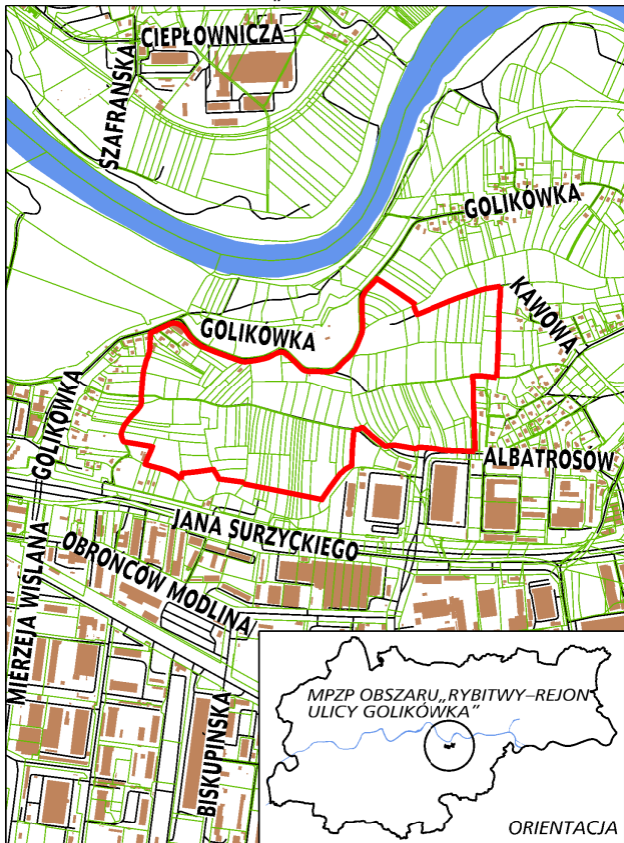 CIEPŁOWNICZA
SZAFRAŃSKA
GOLIKÓWKA
KAWOWA
GOLIKÓWKA
GOLIKÓWKA
ALBATROSÓW
JANA SURZYCKIEGO
OBROŃCÓW MODLINA
MIERZEJA WIŚLANA
BISKUPIŃSKA
MPZP OBSZARU„RYBITWY–REJON
ULICY GOLIKÓWKA”
ORIENTACJA